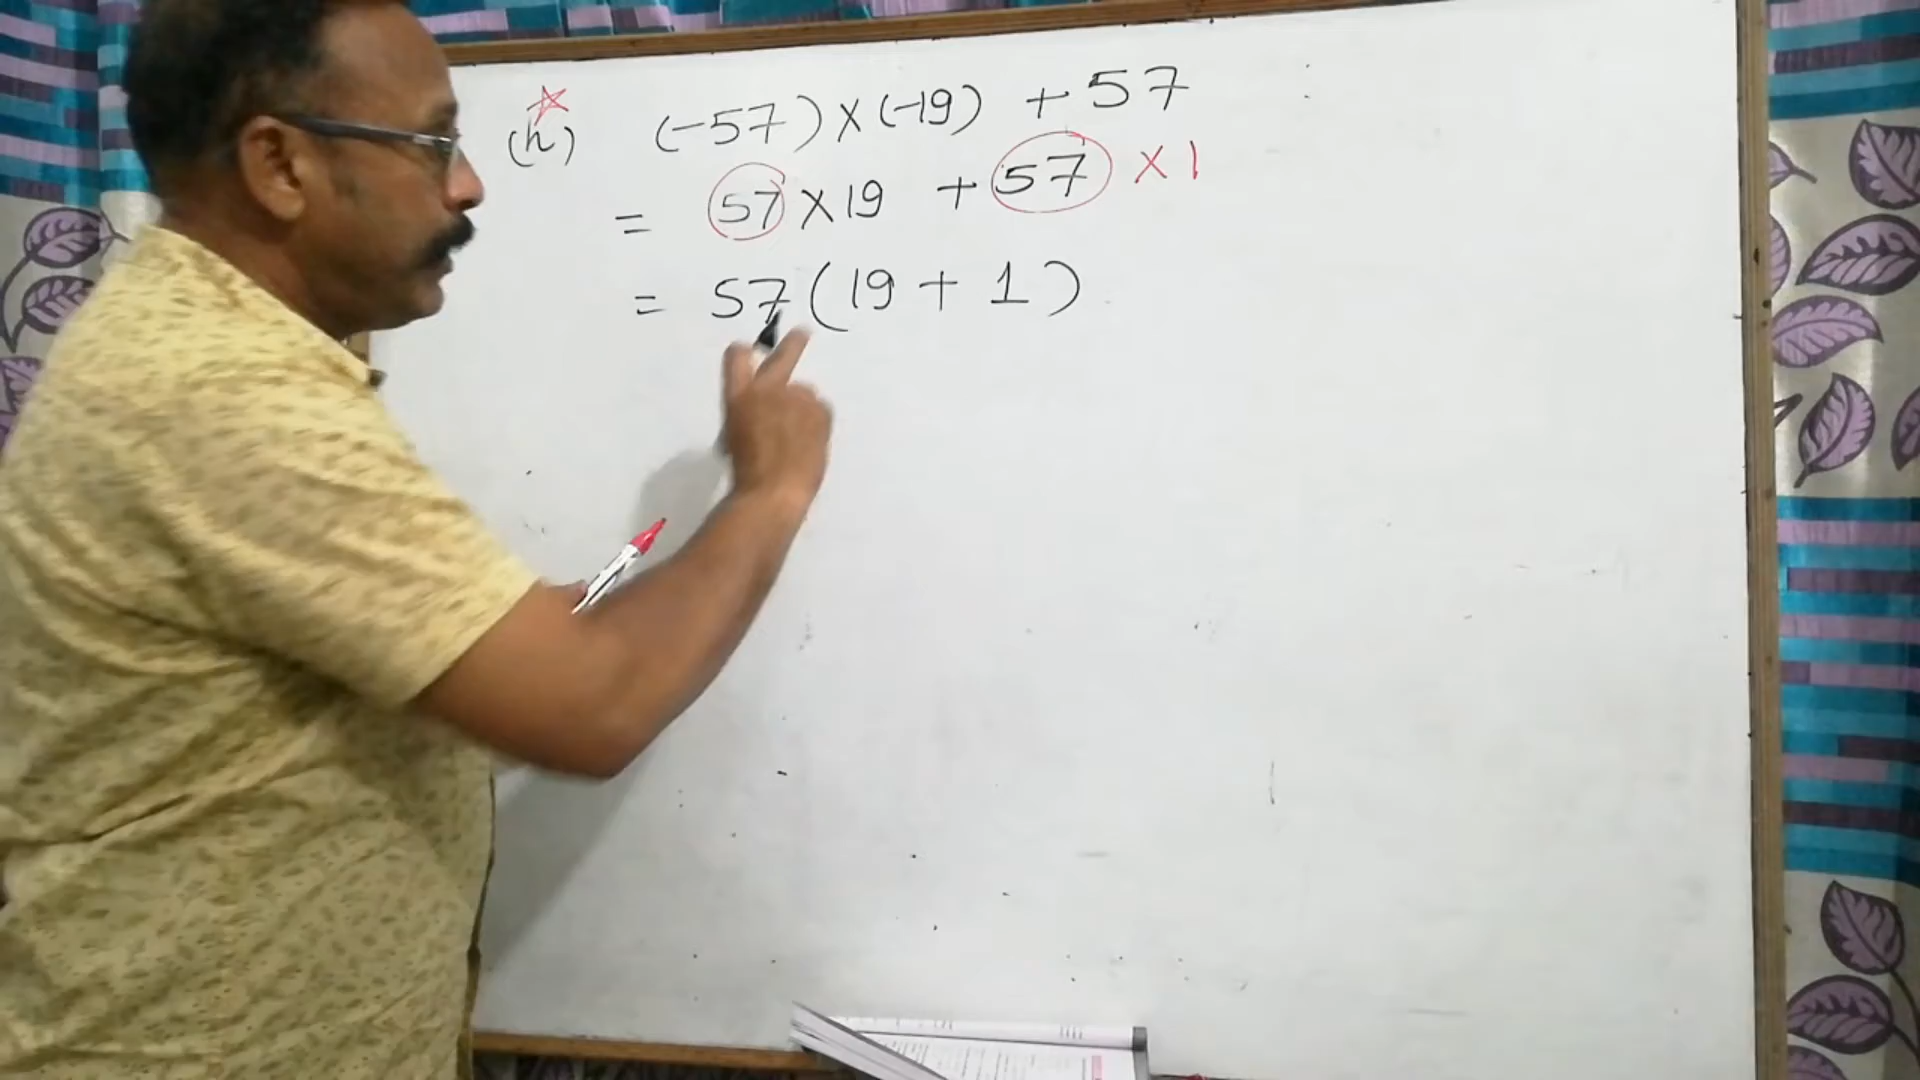 (h) (-57) × (-19) + 57
= 57 × 19 + 57 × 1
= 57 (19 + 1)